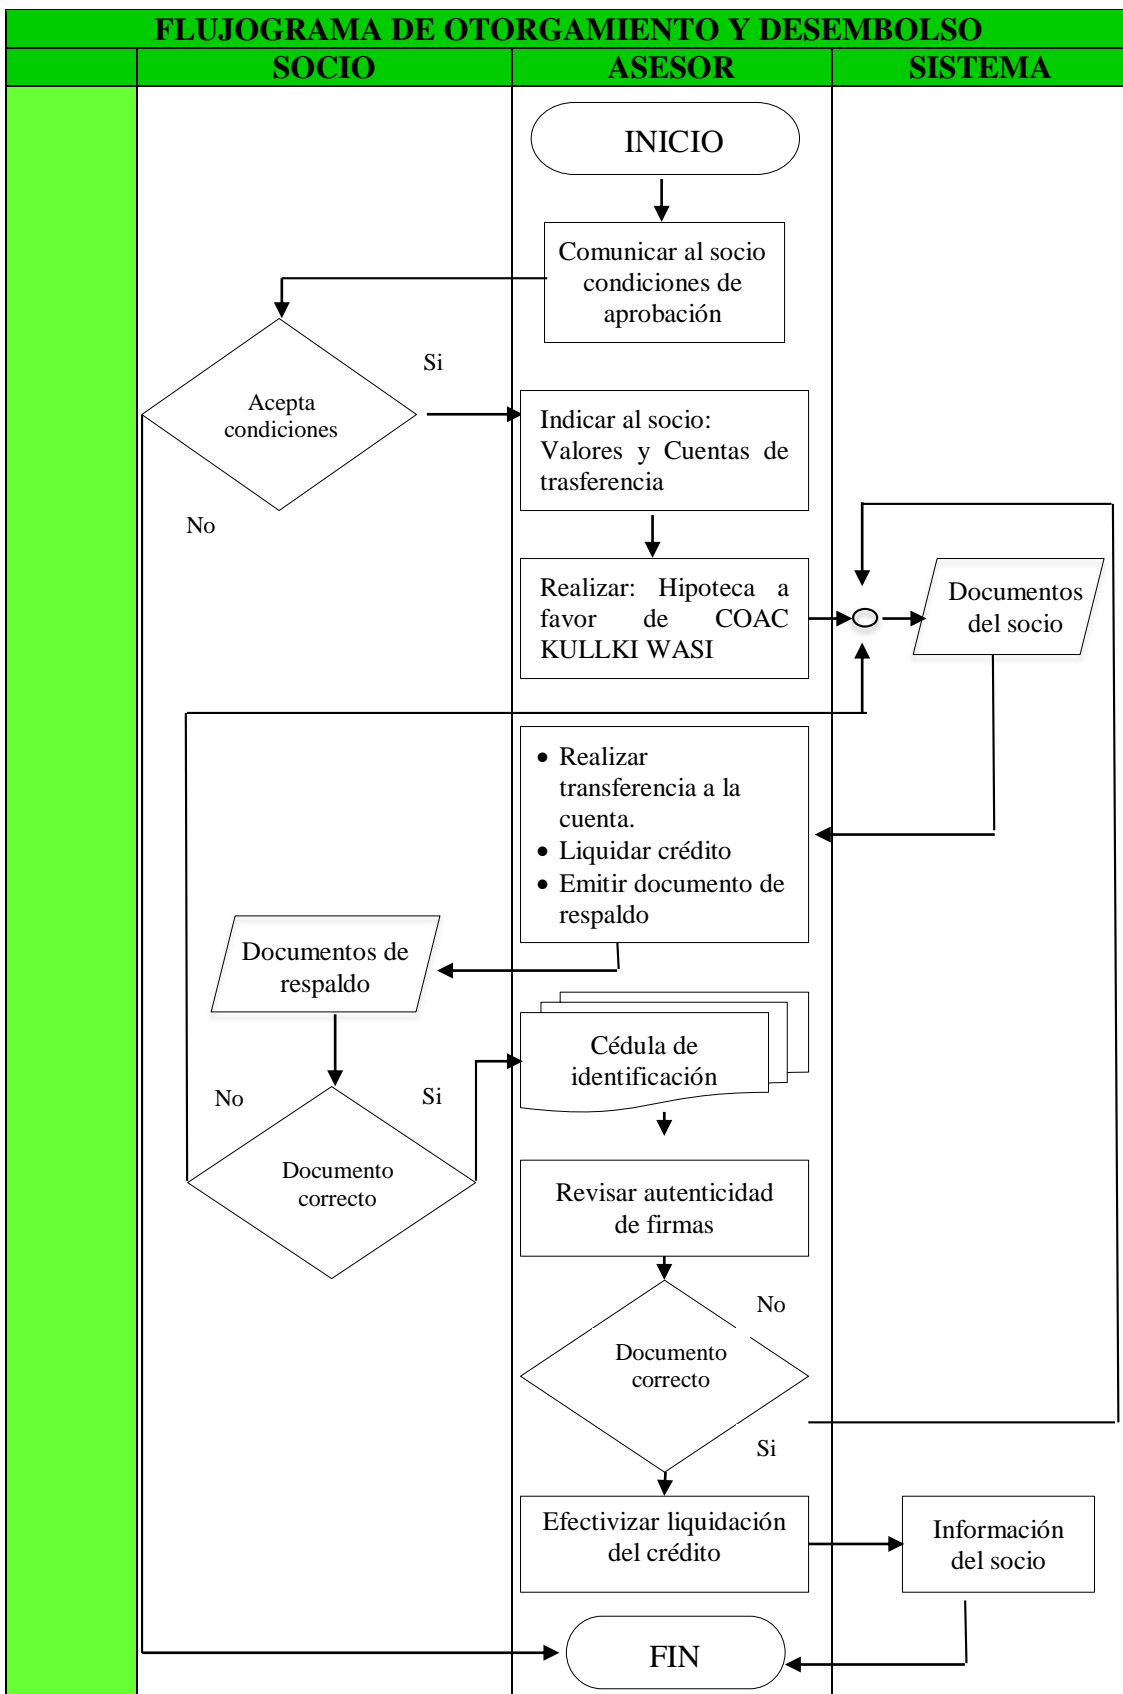 FLUJOGRAMA DE OTORGAMIENTO Y DESEMBOLSO
SOCIO
ASESOR
SISTEMA
INICIO
Comunicar al socio
condiciones de
aprobación
Si
Acepta
condiciones
No
Indicar al socio:
Valores y Cuentas de
trasferencia
Realizar: Hipoteca a
favor de COAC
KULLKI WASI
Documentos
del socio
• Realizar
transferencia a la
cuenta.
• Liquidar crédito
• Emitir documento de
respaldo
Documentos de
respaldo
Cédula de
identificación
No
Si
Documento
correcto
Revisar autenticidad
de firmas
No
Documento
correcto
Si
Efectivizar liquidación
del crédito
Información
del socio
FIN